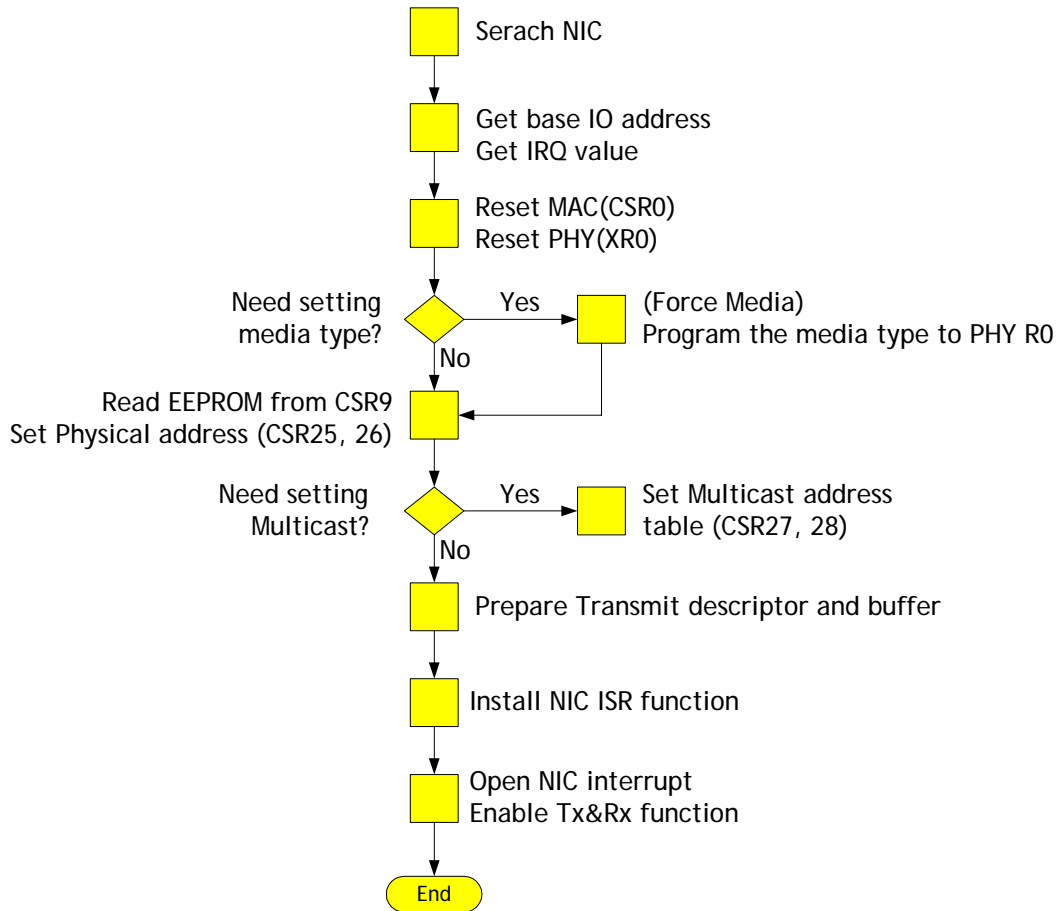 Serach NIC
Get base IO address
Get IRQ value
Reset MAC(CSR0)
Reset PHY(XR0)
Need setting
media type?
Yes
No
(Force Media)
Program the media type to PHY R0
Read EEPROM from CSR9
Set Physical address (CSR25, 26)
Need setting
Multicast?
Yes
No
Set Multicast address
table (CSR27, 28)
Prepare Transmit descriptor and buffer
Install NIC ISR function
Open NIC interrupt
Enable Tx&Rx function
End